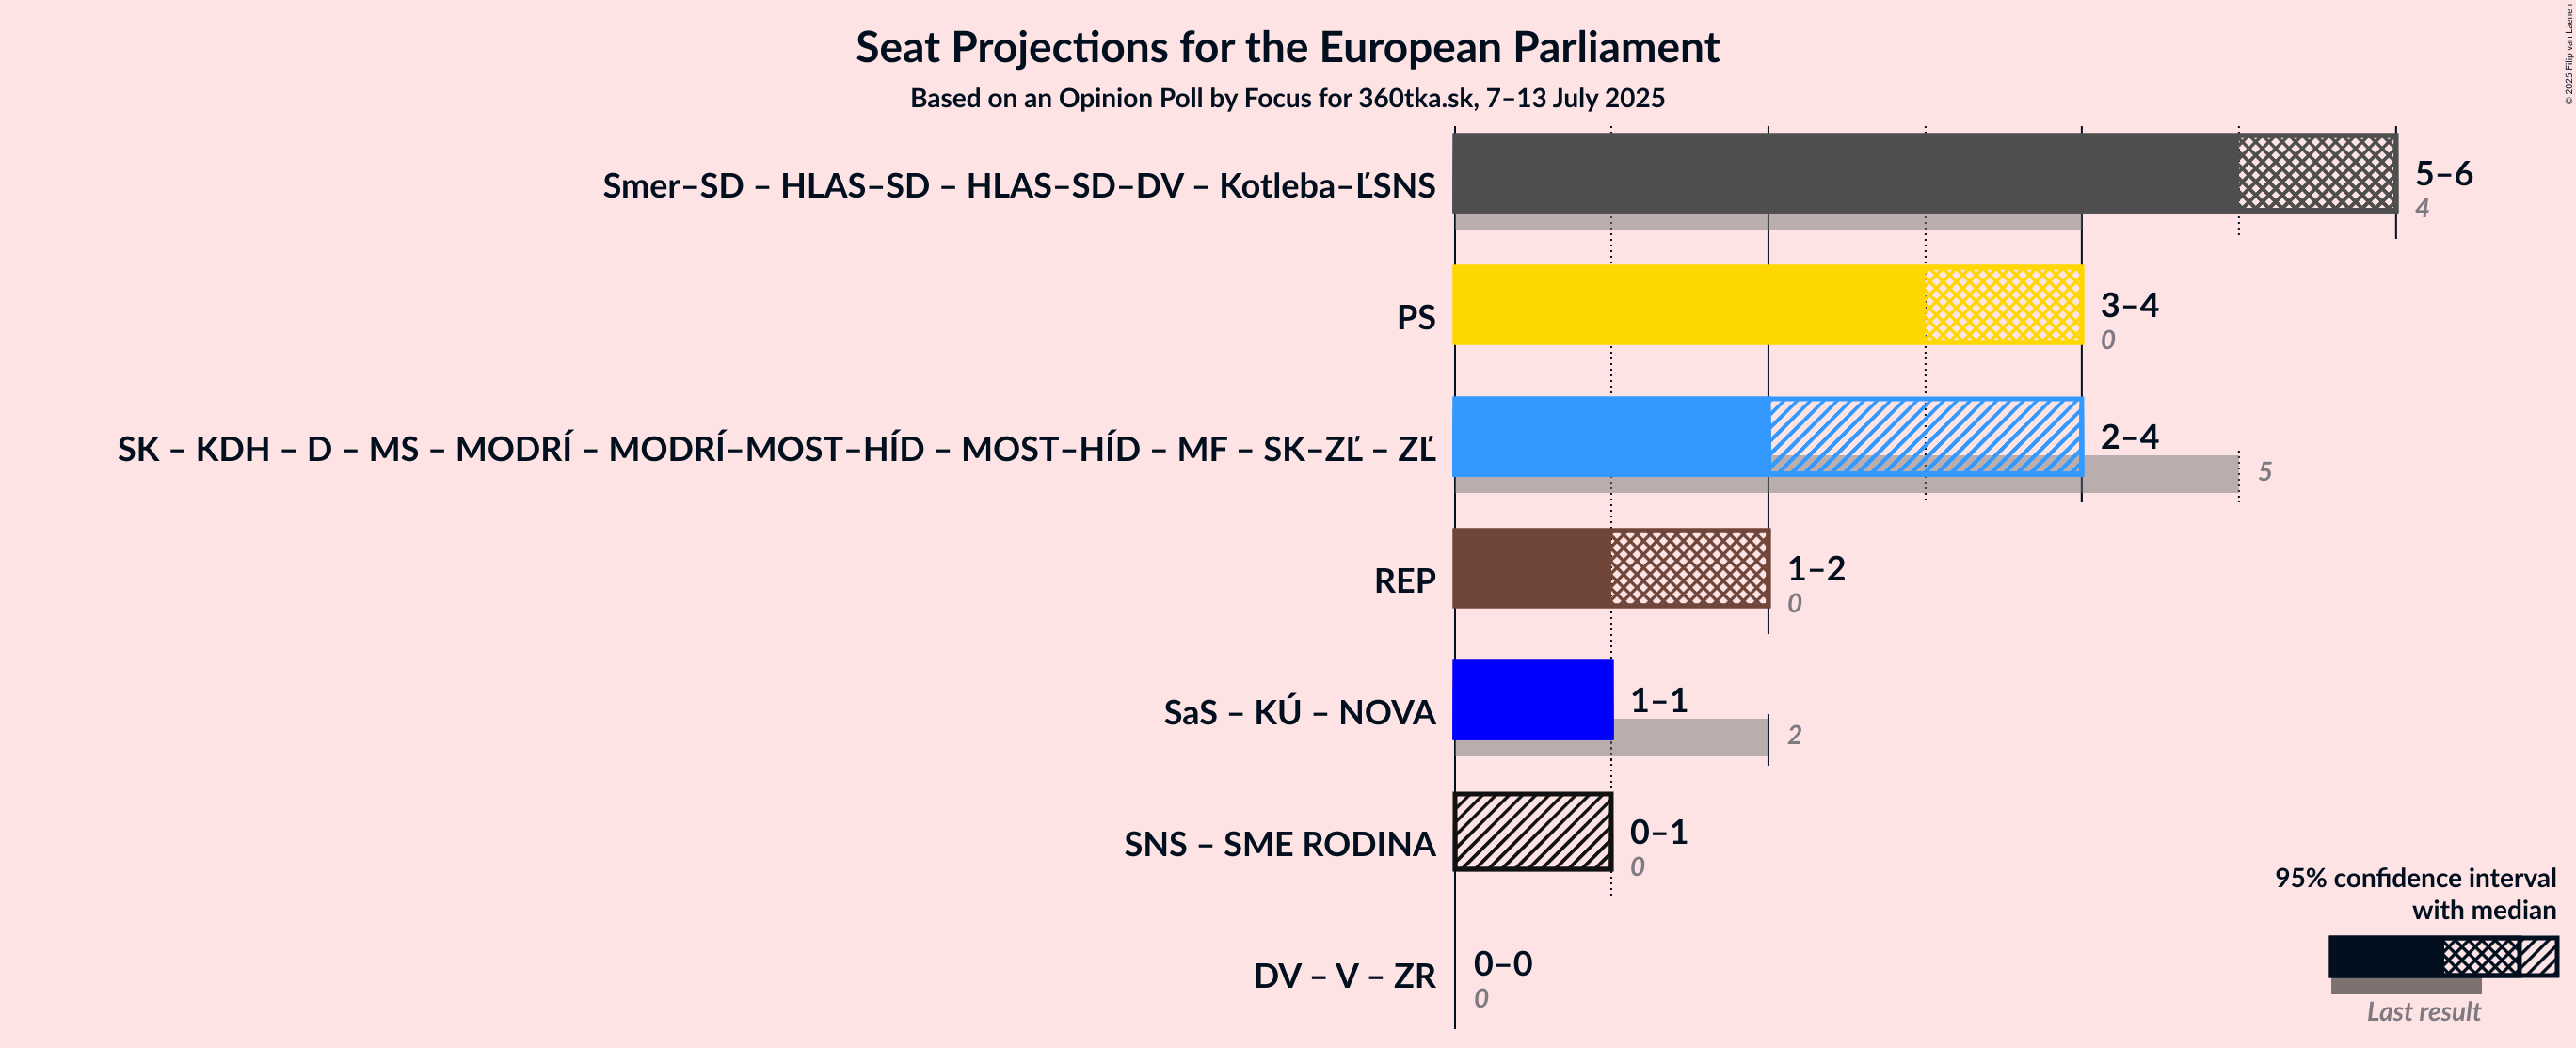 Seat Projections for the European Parliament
Based on an Opinion Poll by Focus for 360tka.sk, 7–13 July 2025
© 2025 Filip van Laenen
Smer–SD – HLAS–SD – HLAS–SD–DV – Kotleba–ĽSNS
5–6
4
PS
3–4
0
SK – KDH – D – MS – MODRÍ – MODRÍ–MOST–HÍD – MOST–HÍD – MF – SK–ZĽ – ZĽ
2–4
5
REP
1–2
0
SaS – KÚ – NOVA
1–1
2
SNS – SME RODINA
0–1
0
DV – V – ZR
0–0
0
95% confidence interval
with median
Last result